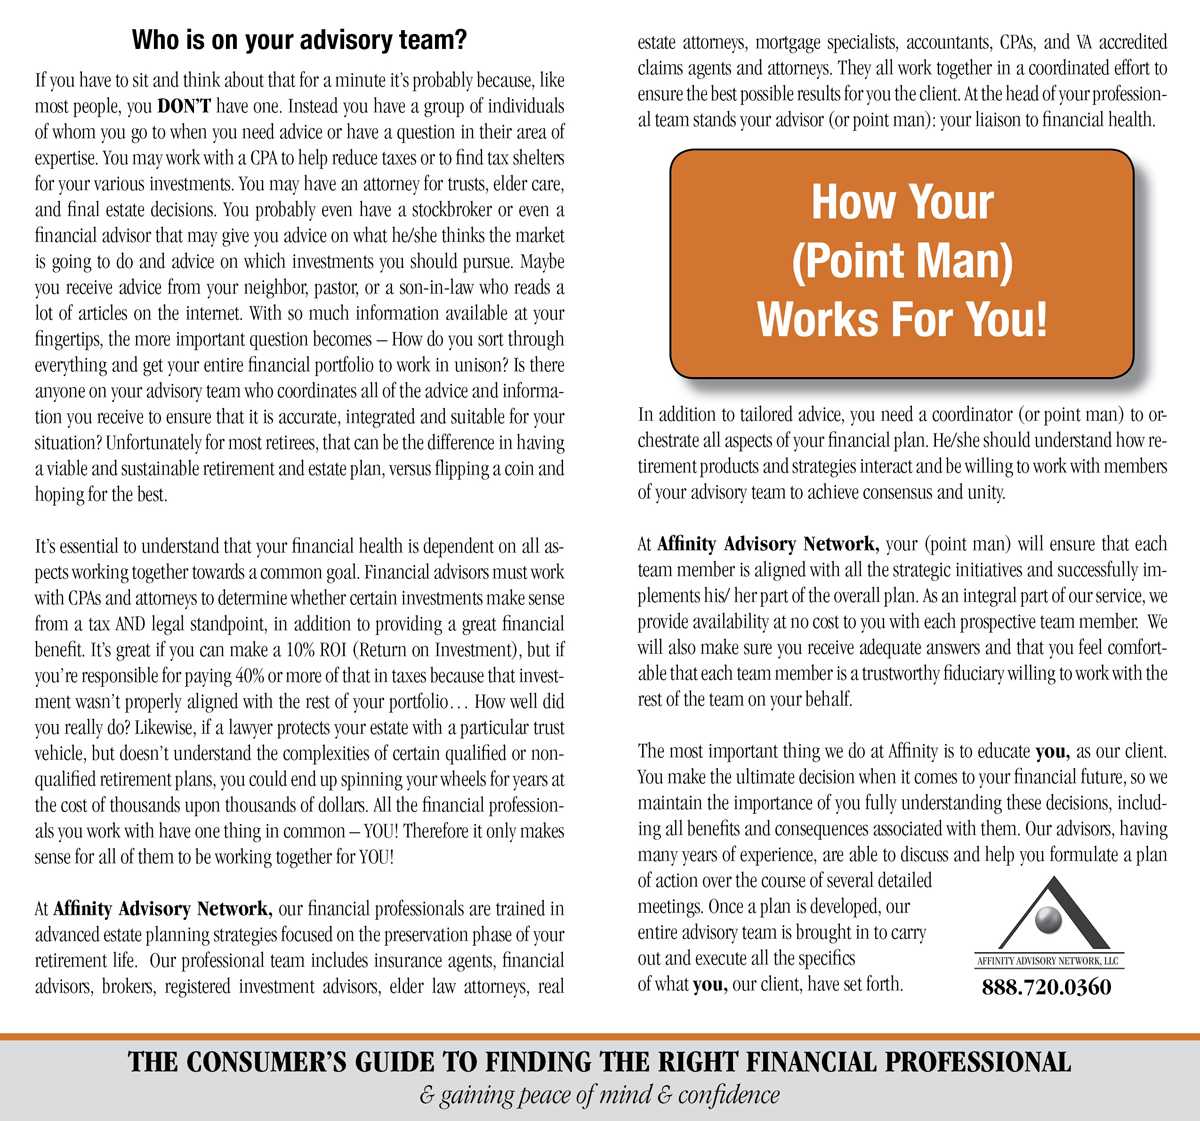 Who is on your advisory team?
If you have to sit and think about that for a minute it's probably because, like
most people, you DON'T have one. Instead you have a group of individuals
of whom you go to when you need advice or have a question in their area of
expertise. You may work with a CPA to help reduce taxes or to find tax shelters
for your various investments. You may have an attorney for trusts, elder care,
and final estate decisions. You probably even have a stockbroker or even a
financial advisor that may give you advice on what he/she thinks the market
is going to do and advice on which investments you should pursue. Maybe
you receive advice from your neighbor, pastor, or a son-in-law who reads a
lot of articles on the internet. With so much information available at your
fingertips, the more important question becomes – How do you sort through
everything and get your entire financial portfolio to work in unison? Is there
anyone on your advisory team who coordinates all of the advice and informa-
tion you receive to ensure that it is accurate, integrated and suitable for your
situation? Unfortunately for most retirees, that can be the difference in having
a viable and sustainable retirement and estate plan, versus flipping a coin and
hoping for the best.
It's essential to understand that your financial health is dependent on all as-
pects working together towards a common goal. Financial advisors must work
with CPAs and attorneys to determine whether certain investments make sense
from a tax AND legal standpoint, in addition to providing a great financial
benefit. It's great if you can make a 10% ROI (Return on Investment), but if
you're responsible for paying 40% or more of that in taxes because that invest-
ment wasn't properly aligned with the rest of your portfolio… How well did
you really do? Likewise, if a lawyer protects your estate with a particular trust
vehicle, but doesn't understand the complexities of certain qualified or non-
qualified retirement plans, you could end up spinning your wheels for years at
the cost of thousands upon thousands of dollars. All the financial profession-
als you work with have one thing in common – YOU! Therefore it only makes
sense for all of them to be working together for YOU!
At Affinity Advisory Network, our financial professionals are trained in
advanced estate planning strategies focused on the preservation phase of your
retirement life. Our professional team includes insurance agents, financial
advisors, brokers, registered investment advisors, elder law attorneys, real
estate attorneys, mortgage specialists, accountants, CPAs, and VA accredited
claims agents and attorneys. They all work together in a coordinated effort to
ensure the best possible results for you the client. At the head of your profession-
al team stands your advisor (or point man): your liaison to financial health.
How Your
(Point Man)
Works For You!
In addition to tailored advice, you need a coordinator (or point man) to or-
chestrate all aspects of your financial plan. He/she should understand how re-
tirement products and strategies interact and be willing to work with members
of your advisory team to achieve consensus and unity.
At Affinity Advisory Network, your (point man) will ensure that each
team member is aligned with all the strategic initiatives and successfully im-
plements his/ her part of the overall plan. As an integral part of our service, we
provide availability at no cost to you with each prospective team member. We
will also make sure you receive adequate answers and that you feel comfort-
able that each team member is a trustworthy fiduciary willing to work with the
rest of the team on your behalf.
The most important thing we do at Affinity is to educate you, as our client.
You make the ultimate decision when it comes to your financial future, so we
maintain the importance of you fully understanding these decisions, includ-
ing all benefits and consequences associated with them. Our advisors, having
many years of experience, are able to discuss and help you formulate a plan
of action over the course of several detailed
meetings. Once a plan is developed, our
entire advisory team is brought in to carry
out and execute all the specifics
of what you, our client, have set forth.
AFFINITY ADVISORY NETWORK, LLC
888.720.0360
THE CONSUMER'S GUIDE TO FINDING THE RIGHT FINANCIAL PROFESSIONAL
& gaining peace of mind & confidence